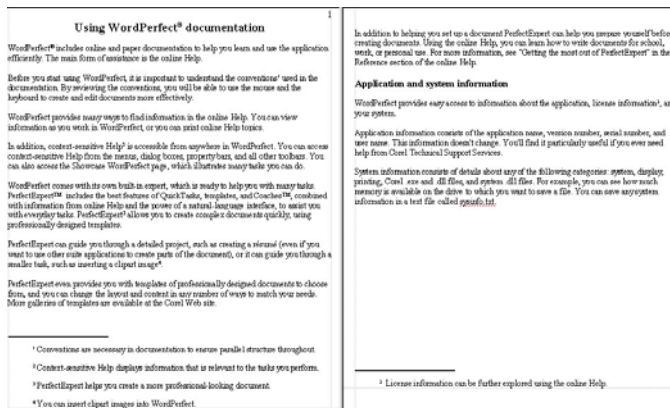 1
Using WordPerfect® documentation
WordPerfect® includes online and paper documentation to help you learn and use the application
efficiently. The main form of assistance is the online Help.
Before you start using WordPerfect, it is important to understand the conventions¹ used in the
documentation. By reviewing the conventions, you will be able to use the mouse and the
keyboard to create and edit documents more effectively.
WordPerfect provides many ways to find information in the online Help. You can view
information as you work in WordPerfect, or you can print online Help topics.
In addition, context-sensitive Help² is accessible from anywhere in WordPerfect. You can access
context-sensitive Help from the menus, dialog boxes, property bars, and all other toolbars. You
can also access the Showcase WordPerfect page, which illustrates many tasks you can do.
WordPerfect comes with its own built-in expert, which is ready to help you with many tasks.
PerfectExpert™ includes the best features of QuickTasks, templates, and Coaches™, combined
with information from online Help and the power of a natural-language interface, to assist you
with everyday tasks. PerfectExpert³ allows you to create complex documents quickly, using
professionally designed templates.
PerfectExpert can guide you through a detailed project, such as creating a résumé (even if you
want to use other suite applications to create parts of the document), or it can guide you through a
smaller task, such as inserting a clipart image⁴.
PerfectExpert even provides you with templates of professionally designed documents to choose
from, and you can change the layout and content in any number of ways to match your needs.
More galleries of templates are available at the Corel Web site.
¹ Conventions are necessary in documentation to ensure parallel structure throughout.
² Context-sensitive Help displays information that is relevant to the tasks you perform.
³ PerfectExpert helps you create a more professional-looking document.
⁴ You can insert clipart images into WordPerfect.
In addition to helping you set up a document PerfectExpert can help you prepare yourself before
creating documents. Using the online Help, you can learn how to write documents for school,
work, or personal use. For more information, see "Getting the most out of PerfectExpert" in the
Reference section of the online Help.
Application and system information
WordPerfect provides easy access to information about the application, license information⁵, an
your system.
Application information consists of the application name, version number, serial number, and
user name. This information doesn't change. You'll find it particularly useful if you ever need
help from Corel Technical Support Services.
System information consists of details about any of the following categories: system, display,
printing, Corel .exe and .dll files, and system .dll files. For example, you can see how much
memory is available on the drive to which you want to save a file. You can save any system
information in a text file called sysinfo.txt.
⁵ License information can be further explored using the online Help.